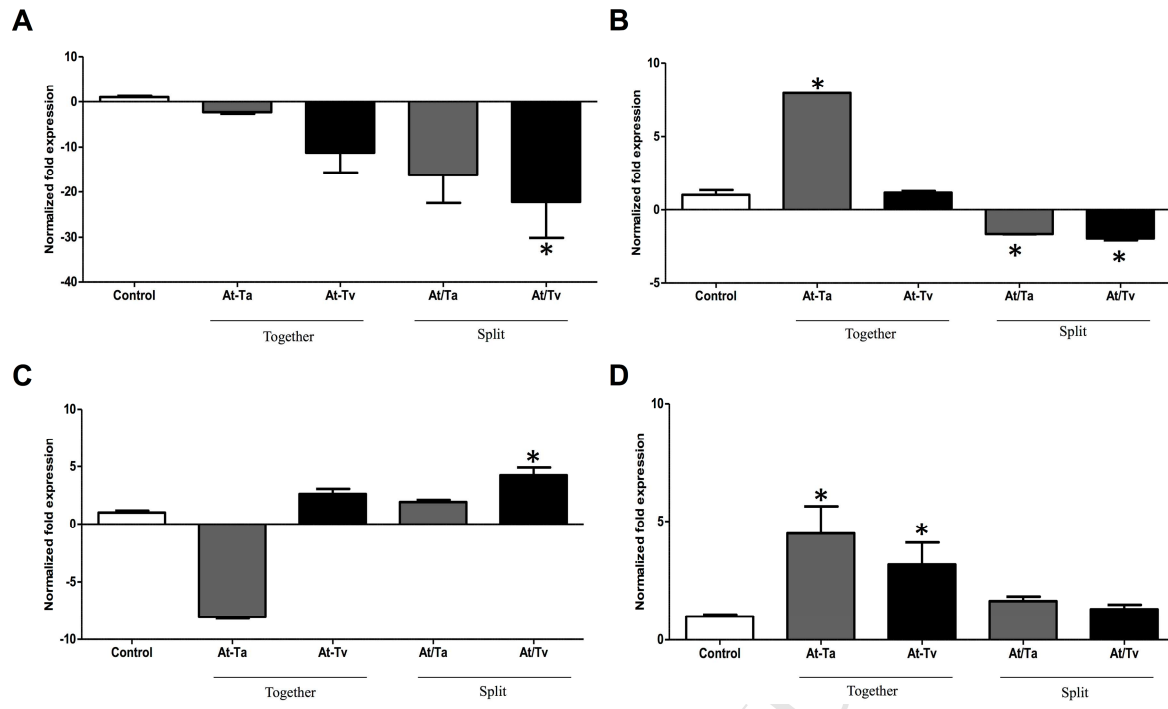 A
Normalized fold expression
10
0
-10
-20
-30
-40
*
Control At-Ta At-Tv At/Ta At/Tv
Together Split
B
Normalized fold expression
10
5
0
-5
* * *
Control At-Ta At-Tv At/Ta At/Tv
Together Split
C
Normalized fold expression
10
5
0
-5
-10
*
Control At-Ta At-Tv At/Ta At/Tv
Together Split
D
Normalized fold expression
10
5
0
* *
Control At-Ta At-Tv At/Ta At/Tv
Together Split